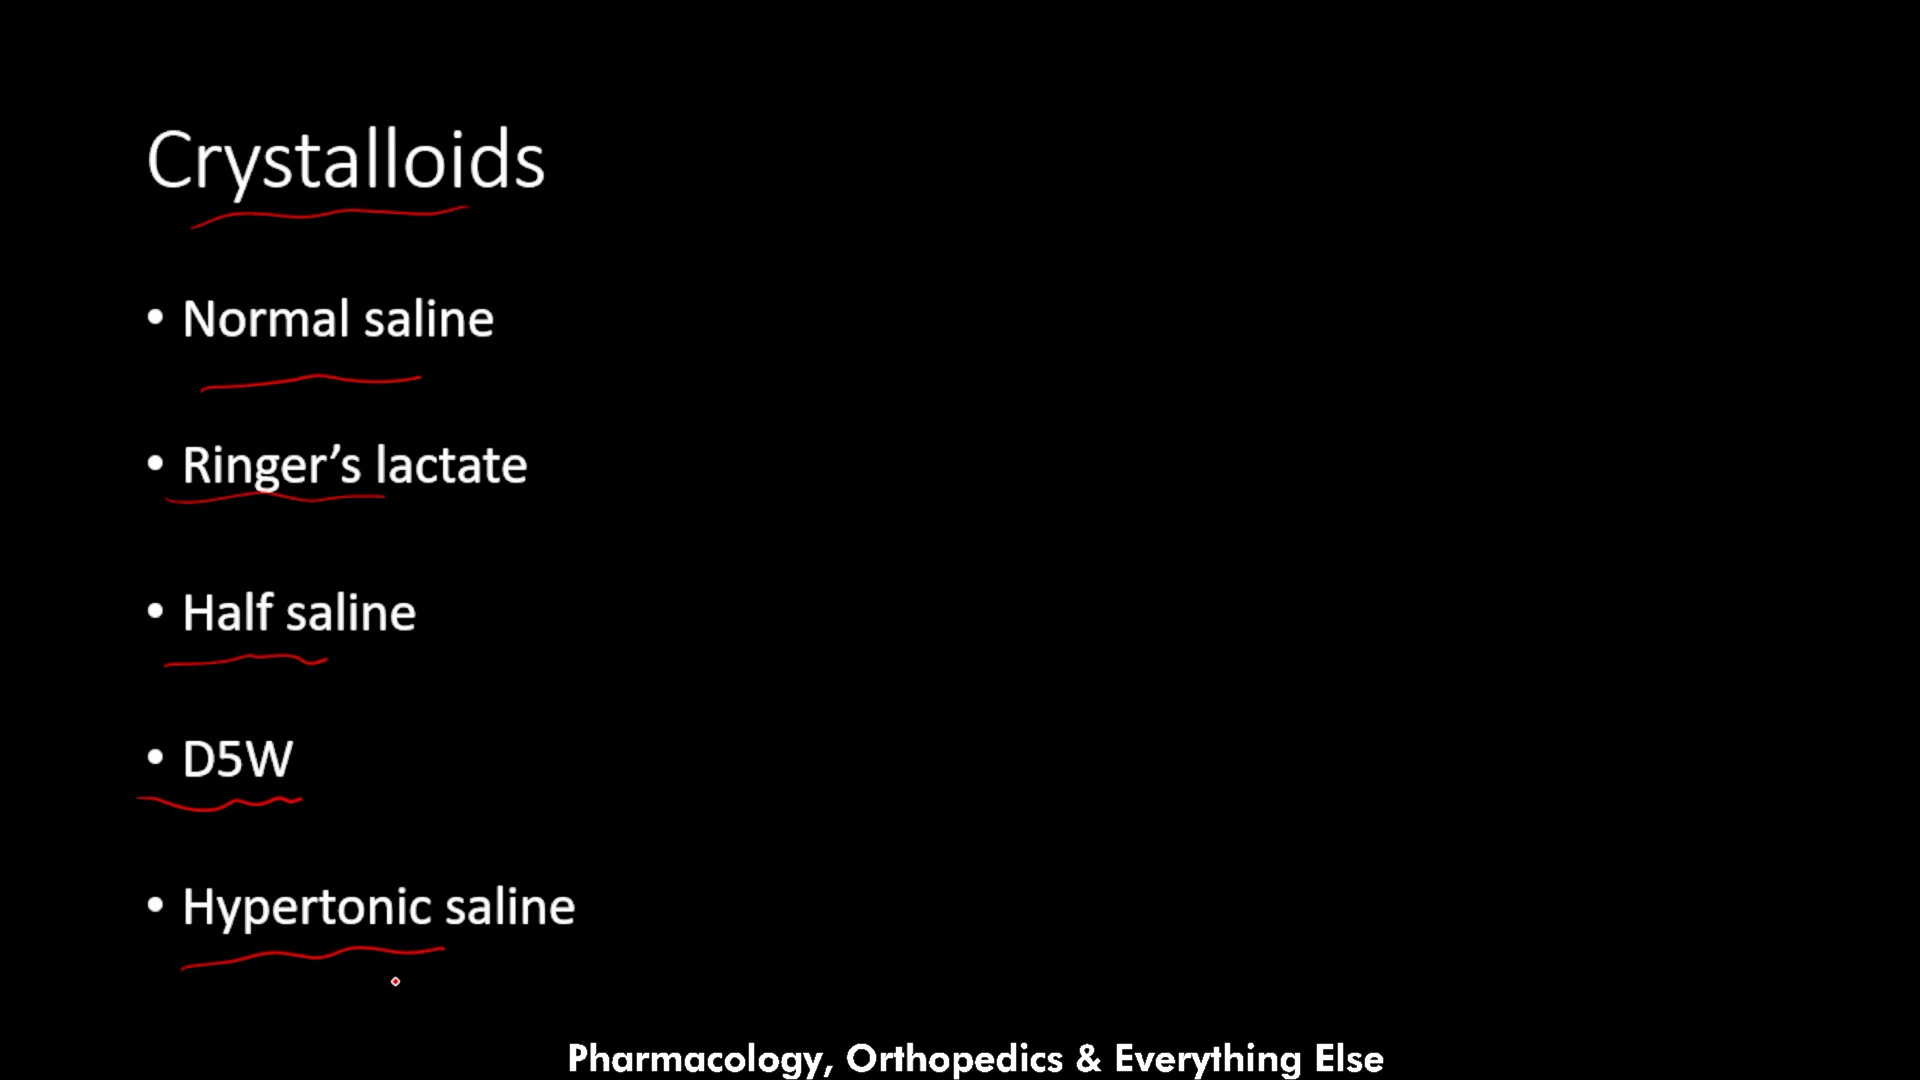 Crystalloids
• Normal saline
• Ringer’s lactate
• Half saline
• D5W
• Hypertonic saline
Pharmacology, Orthopedics & Everything Else